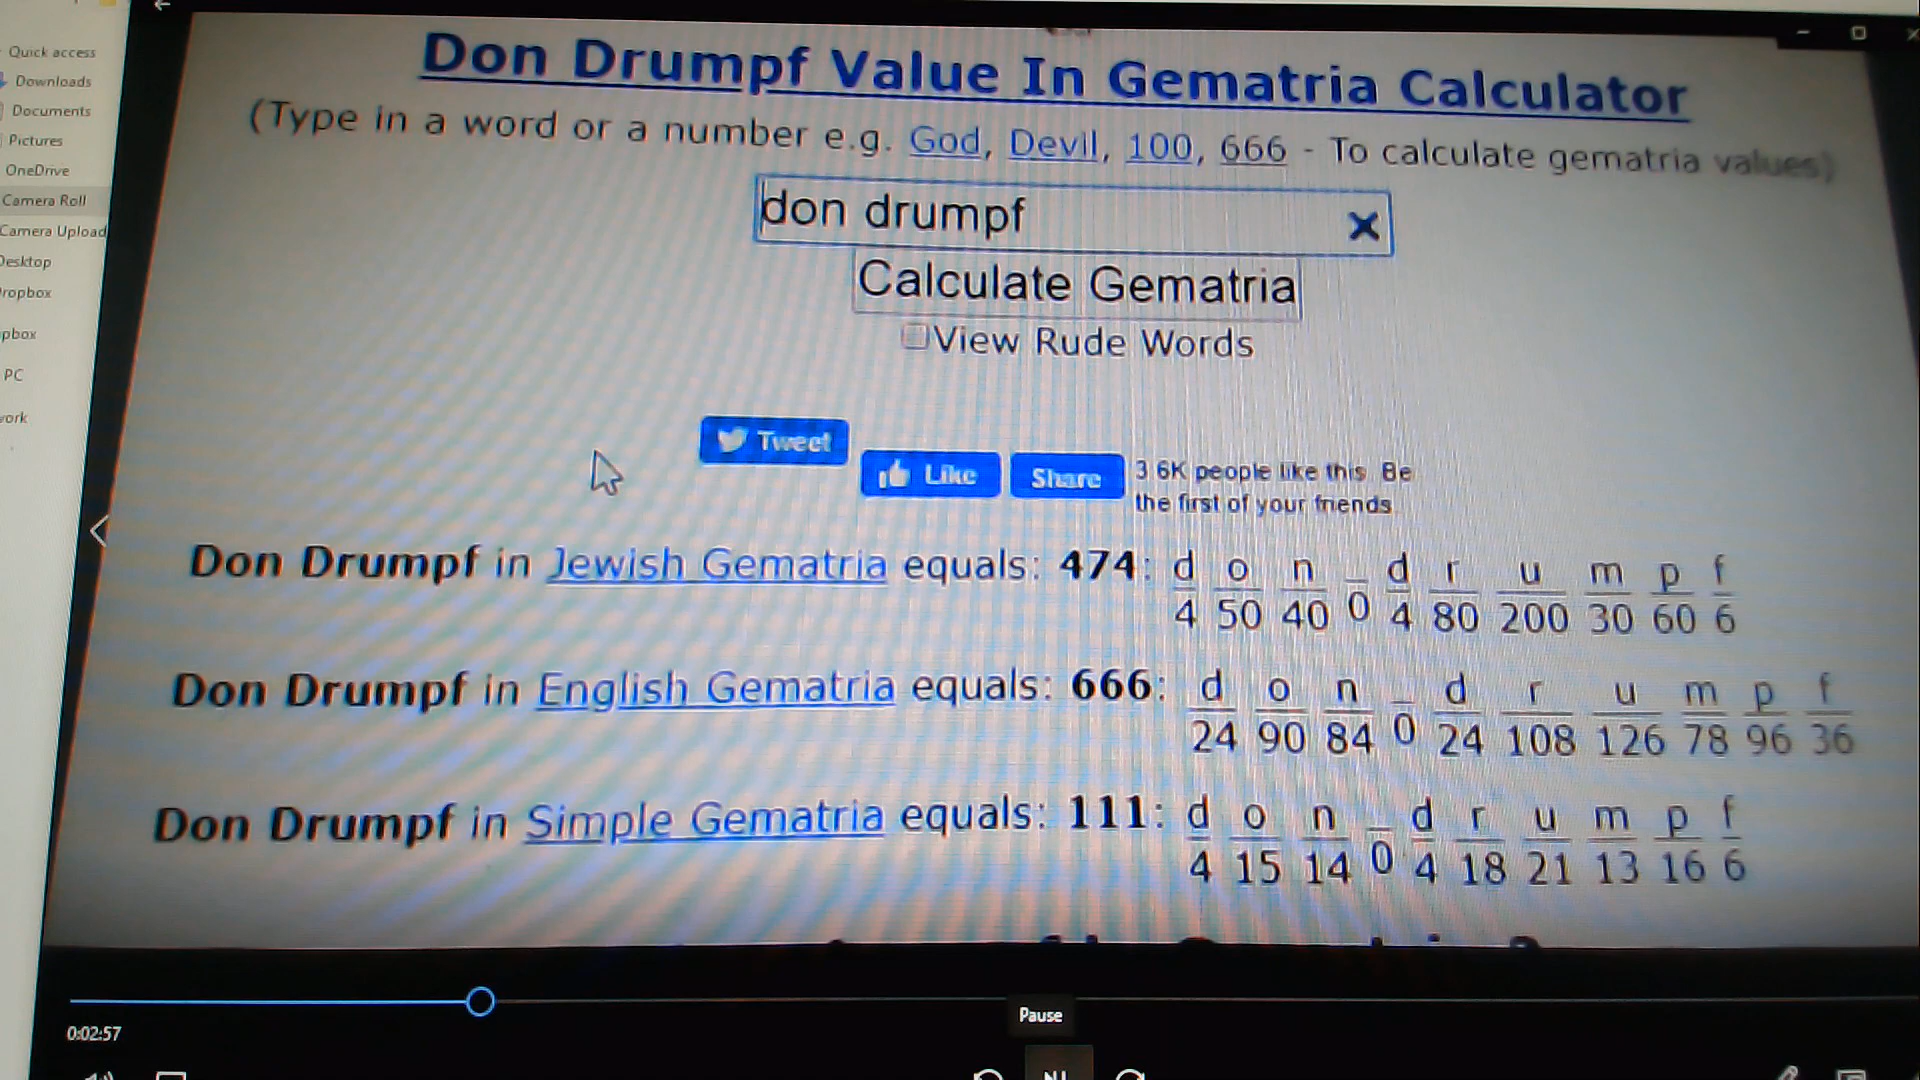 Quick access
Downloads
Documents
Pictures
OneDrive
Camera Roll
Camera Upload
Desktop
ropbox
pbox
PC
work
Don Drumpf Value In Gematria Calculator
(Type in a word or a number e.g. God, Devil, 100, 666 - To calculate gematria values)
don drumpf
Calculate Gematria
View Rude Words
Tweet
Like Share 3.6K people like this. Be
the first of your friends.
Don Drumpf in Jewish Gematria equals: 474: d o n _ d r u m p f
4 50 40 0 4 80 200 30 60 6
Don Drumpf in English Gematria equals: 666: d o n _ d r u m p f
24 90 84 0 24 108 126 78 96 36
Don Drumpf in Simple Gematria equals: 111: d o n _ d r u m p f
4 15 14 0 4 18 21 13 16 6
Pause
0:02:57